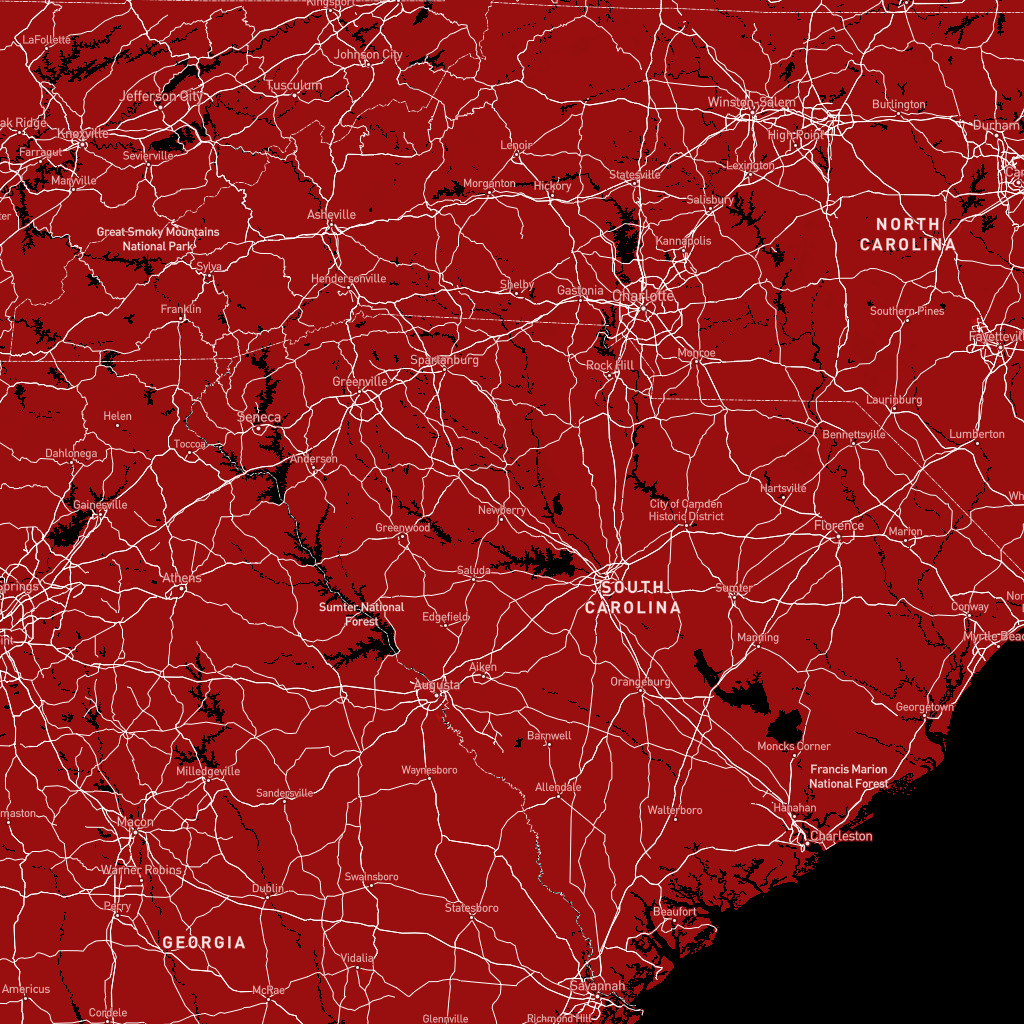 Kingsport
LaFollette
Johnson City
Jefferson City
Tusculum
Winston-Salem
Burlington
Oak Ridge
Knoxville
High Point
Durham
Farragut
Sevierville
Lenoir
Lexington
Maryville
Morganton
Hickory
Statesville
Salisbury
Asheville
Great Smoky Mountains
National Park
NORTH
CAROLINA
Kannapolis
Sylva
Hendersonville
Shelby
Gastonia
Charlotte
Franklin
Southern Pines
Fayetteville
Spartanburg
Rock Hill
Monroe
Greenville
Laurinburg
Helen
Seneca
Bennettsville
Lumberton
Toccoa
Dahlonega
Anderson
Hartsville
Gainesville
City of Camden
Historic District
Newberry
Greenwood
Florence
Marion
Saluda
Athens
Springs
SOUTH
CAROLINA
Sumter
Sumter National
Forest
Edgefield
Conway
Manning
Myrtle Beac
Aiken
Augusta
Orangeburg
Georgetown
Barnwell
Moncks Corner
Waynesboro
Milledgeville
Francis Marion
National Forest
Allendale
Sandersville
Walterboro
Hanahan
Macon
Charleston
Warner Robins
Swainsboro
Dublin
Perry
Statesboro
Beaufort
GEORGIA
Vidalia
Savannah
Americus
McRae
Cordele
Glennville
Richmond Hill